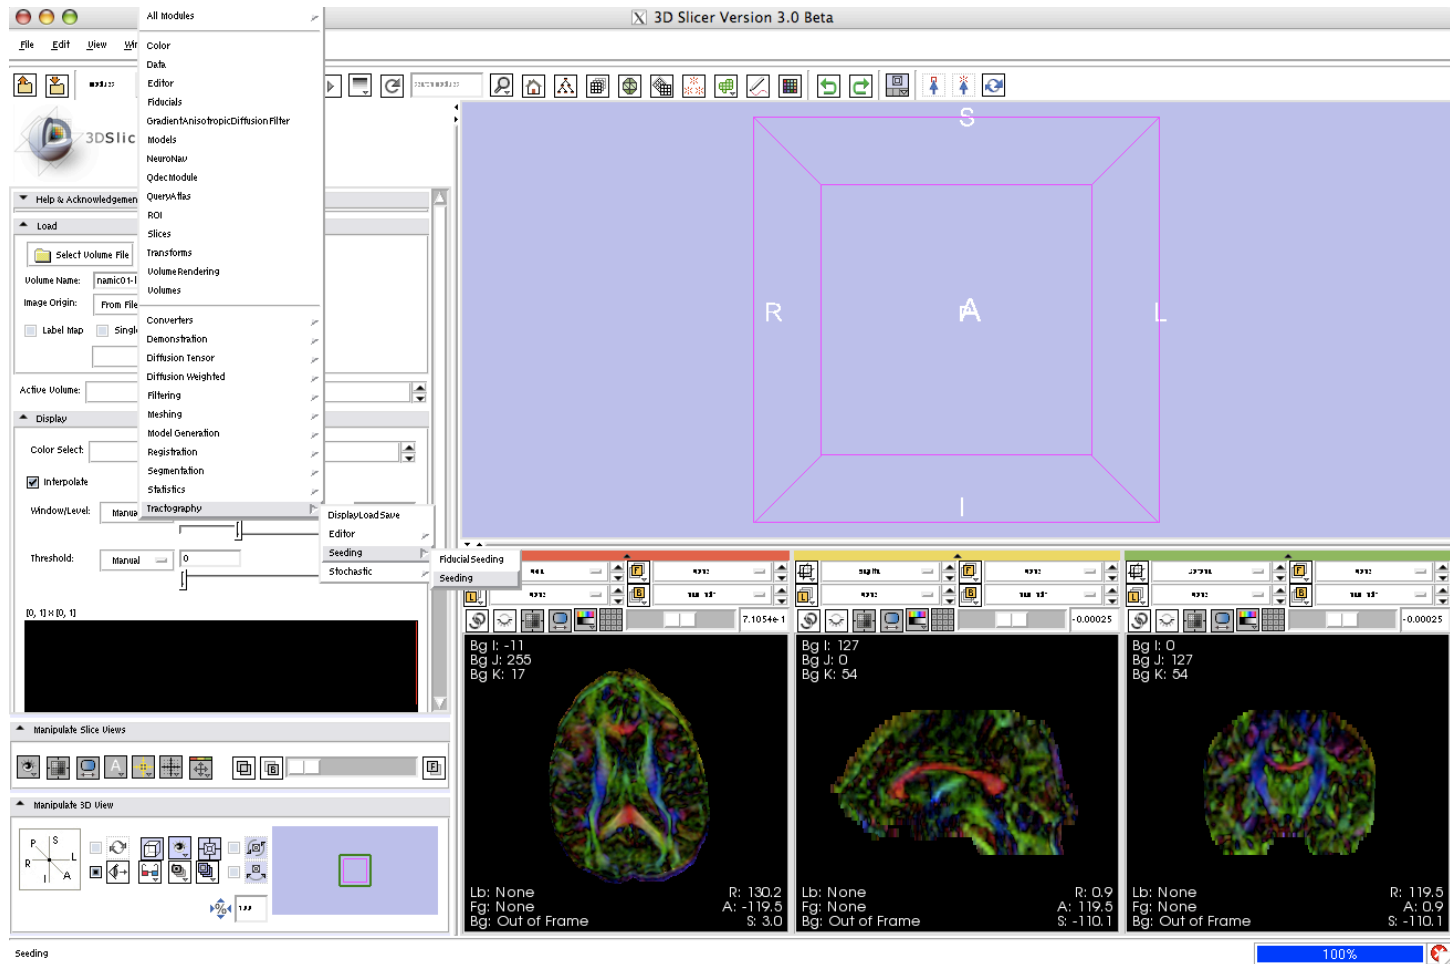 3D Slicer Version 3.0 Beta
File Edit View
All Modules
Color
Data
Editor
Fiducials
GradientAnisotropicDiffusionFilter
Models
NeuroNav
QdecModule
QueryAtlas
ROI
Slices
Transforms
VolumeRendering
Volumes
Converters
Demonstration
Diffusion Tensor
Diffusion Weighted
Filtering
Meshing
Model Generation
Registration
Segmentation
Statistics
Tractography
DisplayLoadSave
Editor
Seeding
Stochastic
FiducialSeeding
Seeding
3DSlic
Help & Acknowledgemen
Load
Select Volume File
Volume Name: namic01-
Image Origin: From File
Label Map Singl
Active Volume:
Display
Color Select:
Interpolate
Window/Level: Manua
Threshold: Manual 0
[0, 1] x [0, 1]
Manipulate Slice Views
Manipulate 3D View
P S
R L
I A
S
R A L
I
7.1054e-1
-0.00025
-0.00025
Bg I: -11
Bg J: 255
Bg K: 17
Lb: None R: 130.2
Fg: None A: -119.5
Bg: Out of Frame S: 3.0
Bg I: 127
Bg J: 0
Bg K: 54
Lb: None R: 0.9
Fg: None A: 119.5
Bg: Out of Frame S: -110.1
Bg I: 0
Bg J: 127
Bg K: 54
Lb: None R: 119.5
Fg: None A: 0.9
Bg: Out of Frame S: -110.1
Seeding
100%